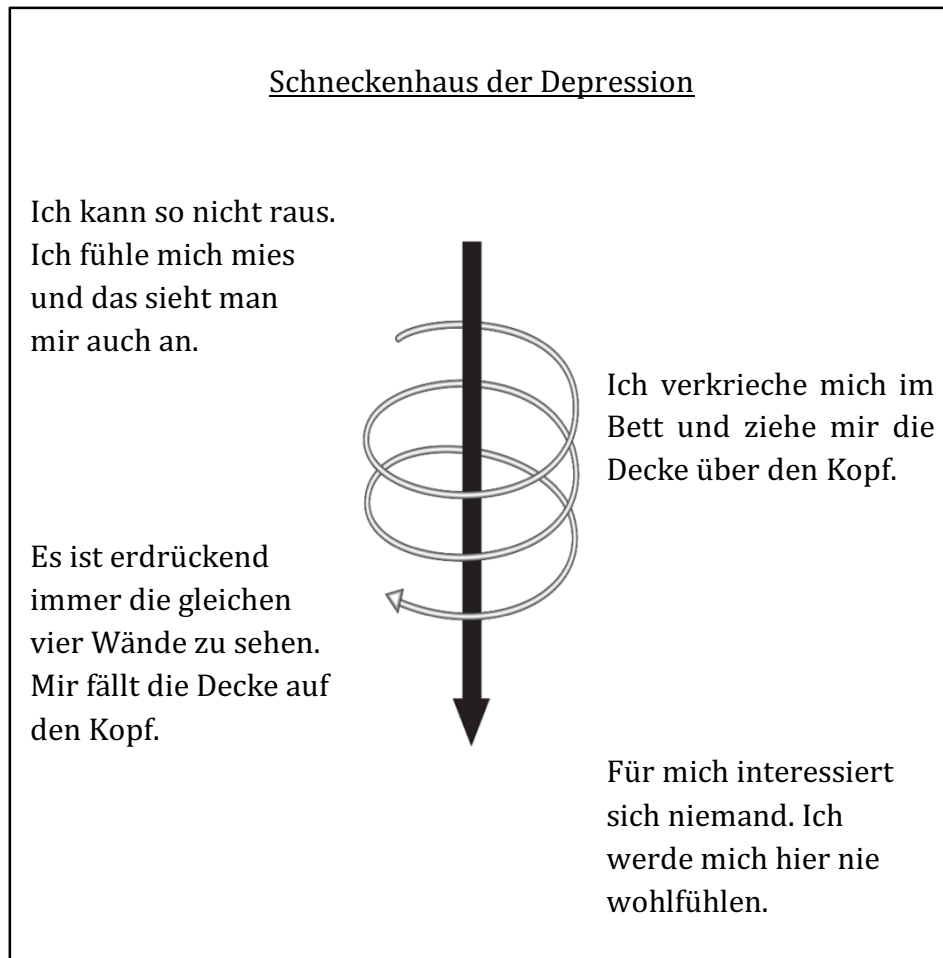 Schneckenhaus der Depression
Ich kann so nicht raus.
Ich fühle mich mies
und das sieht man
mir auch an.
Ich verkrieche mich im
Bett und ziehe mir die
Decke über den Kopf.
Es ist erdrückend
immer die gleichen
vier Wände zu sehen.
Mir fällt die Decke auf
den Kopf.
Für mich interessiert
sich niemand. Ich
werde mich hier nie
wohlfühlen.